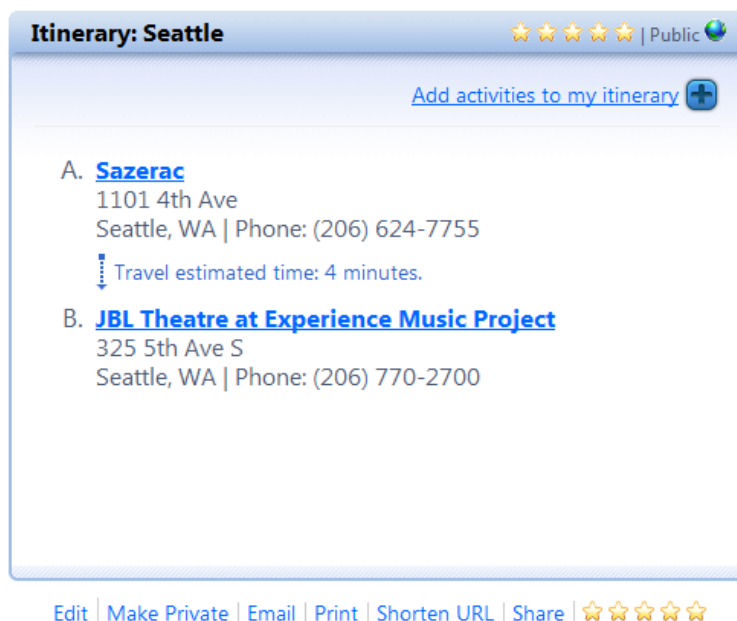 Itinerary: Seattle | Public
Add activities to my itinerary
A. Sazerac
1101 4th Ave
Seattle, WA | Phone: (206) 624-7755
Travel estimated time: 4 minutes.
B. JBL Theatre at Experience Music Project
325 5th Ave S
Seattle, WA | Phone: (206) 770-2700
Edit | Make Private | Email | Print | Shorten URL | Share |